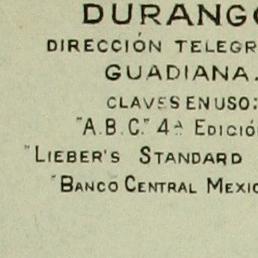 DURANGO
DIRECCIÓN TELEGR
GUADIANA.
CLAVES EN USO:
"A.B.C." 4ª EDICIÓ
"LIEBER'S STANDARD
"BANCO CENTRAL MEXIC